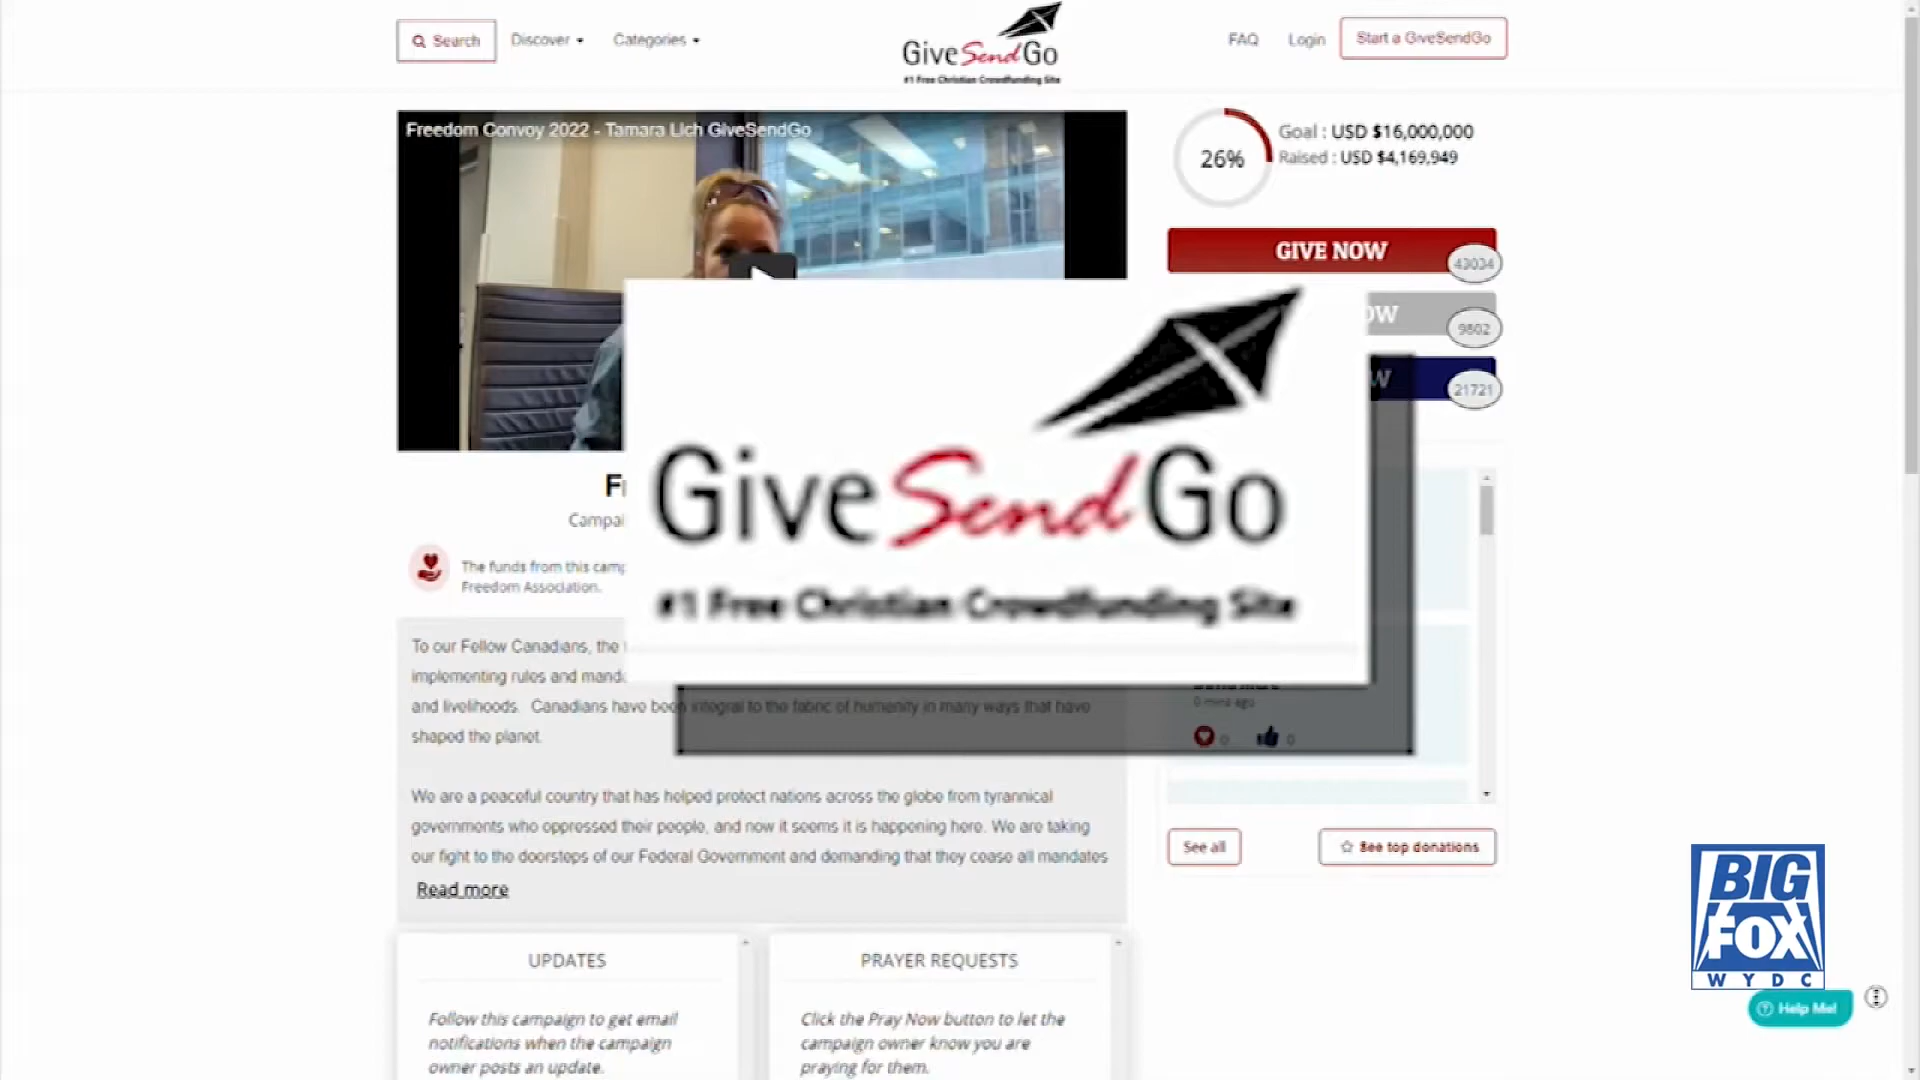 Search
Discover
Categories
GiveSendGo
#1 Free Christian Crowdfunding Site
FAQ
Login
Start a GiveSendGo
Freedom Convoy 2022 - Tamara Lich GiveSendGo
26%
Goal : USD $16,000,000
Raised : USD $4,169,949
GIVE NOW
43034
OW
9802
W
21721
GiveSendGo
#1 Free Christian Crowdfunding Site
Campai
The funds from this camp
Freedom Association.
To our Fellow Canadians, the
implementing rules and manda
and livelihoods. Canadians have been integral to the fabric of humanity in many ways that have
shaped the planet.
We are a peaceful country that has helped protect nations across the globe from tyrannical
governments who oppressed their people, and now it seems it is happening here. We are taking
our fight to the doorsteps of our Federal Government and demanding that they cease all mandates
Read more
0 mins ago
0
0
See all
See top donations
UPDATES
Follow this campaign to get email
notifications when the campaign
owner posts an update.
PRAYER REQUESTS
Click the Pray Now button to let the
campaign owner know you are
praying for them.
BIG
FOX
WYDC
Help Me!